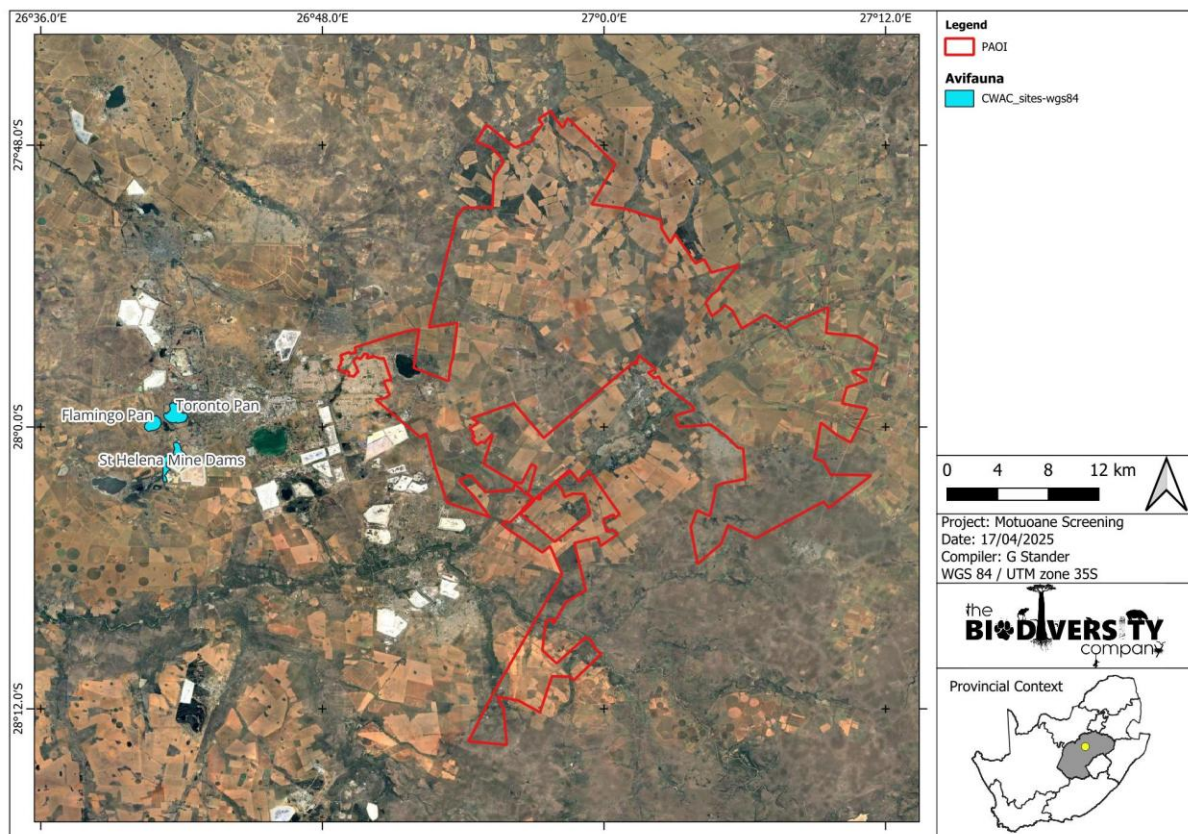 26°36.0'E
26°48.0'E
27°0.0'E
27°12.0'E
27°48.0'S
28°0.0'S
28°12.0'S
Flamingo Pan
Toronto Pan
St Helena Mine Dams
Legend
PAOI
Avifauna
CWAC_sites-wgs84
0 4 8 12 km
Project: Motuoane Screening
Date: 17/04/2025
Compiler: G Stander
WGS 84 / UTM zone 35S
the
BIODIVERSITY
company
Provincial Context